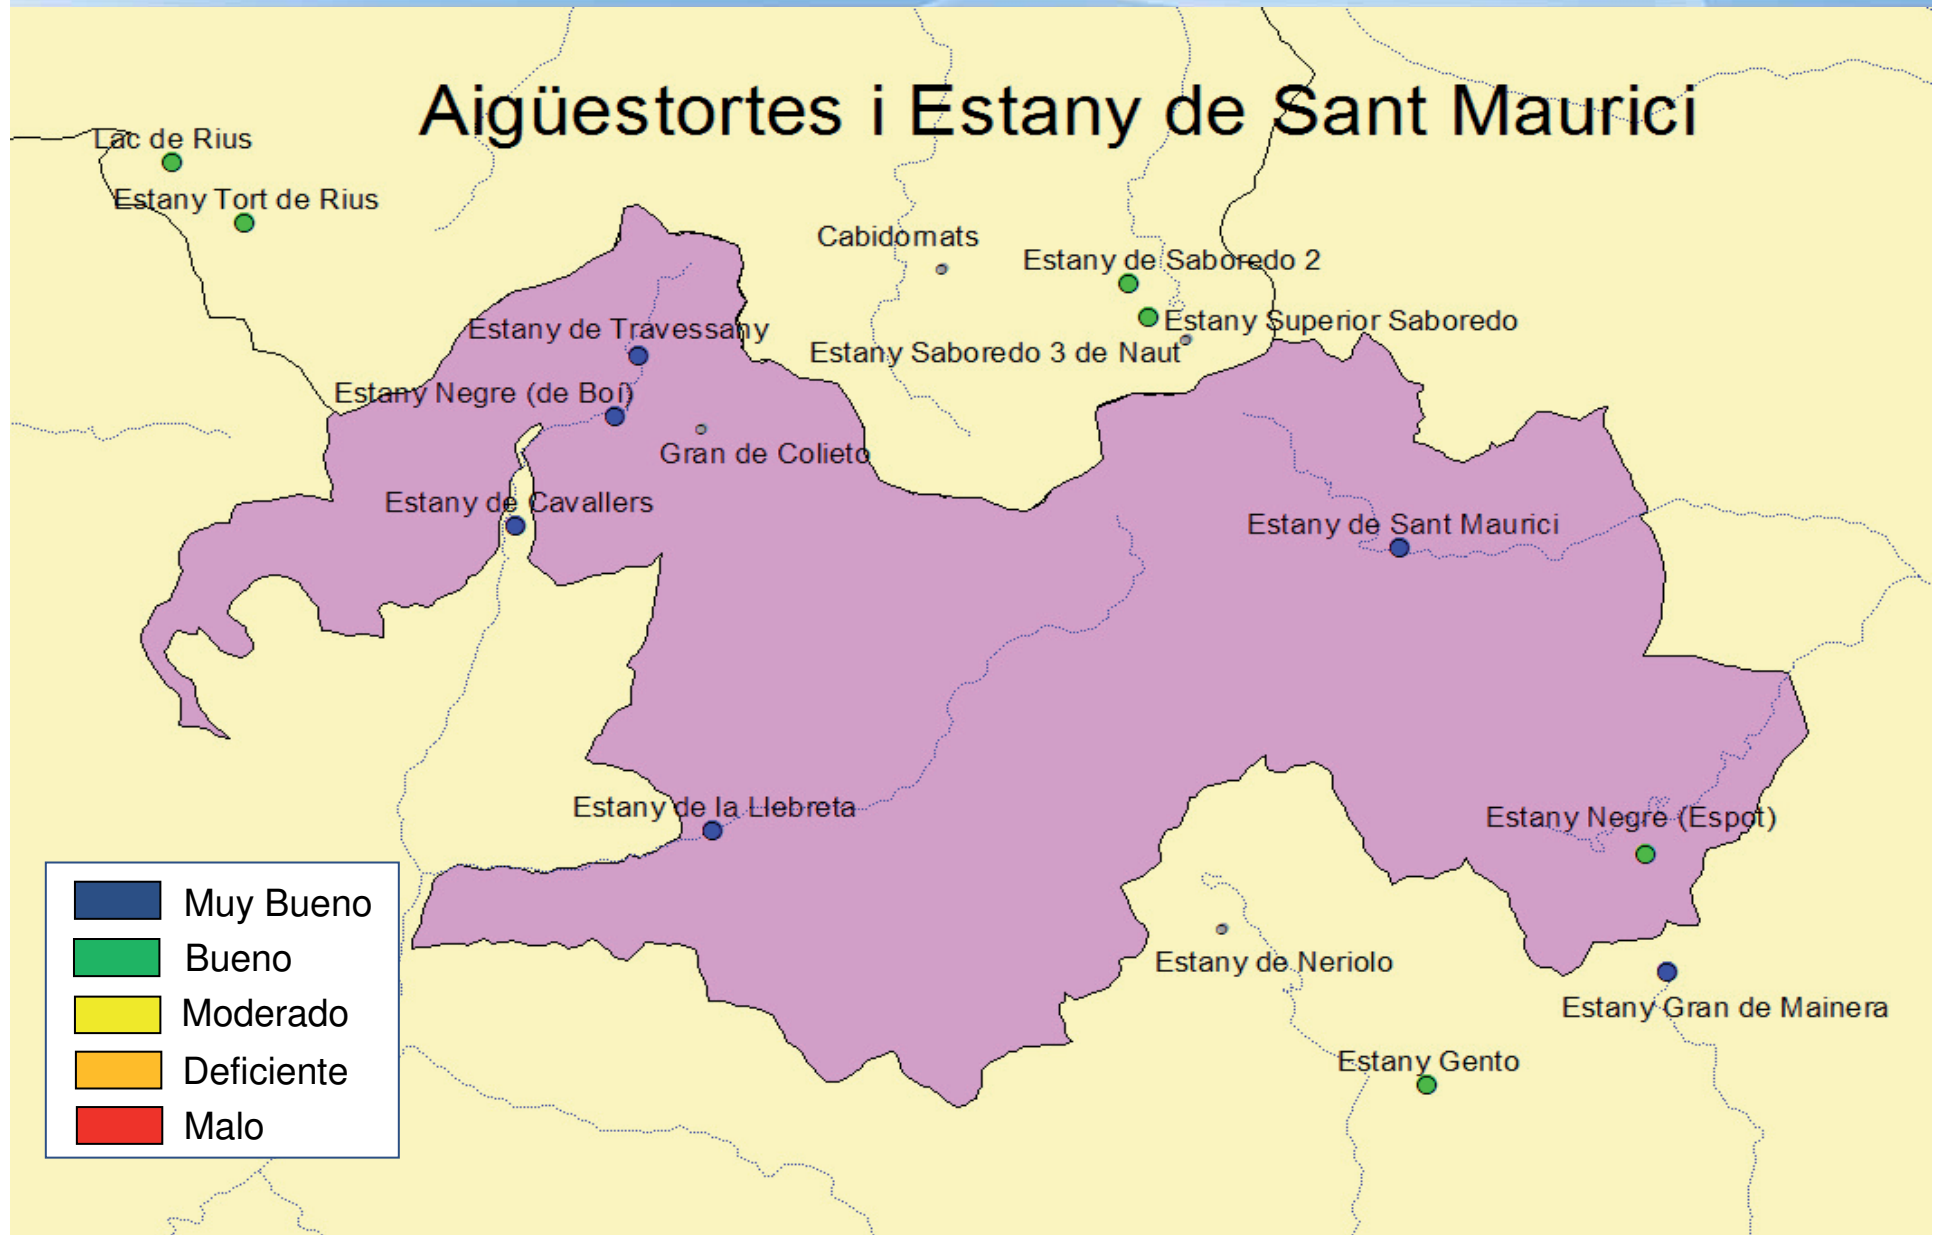 Aigüestortes i Estany de Sant Maurici
Lac de Rius
Estany Tort de Rius
Cabidornats
Estany de Saboredo 2
Estany Superior Saboredo
Estany de Travessany
Estany Saboredo 3 de Naut
Estany Negre (de Boí)
Gran de Colieto
Estany de Cavallers
Estany de Sant Maurici
Estany de la Llebreta
Estany Negre (Espot)
Estany de Neriolo
Estany Gran de Mainera
Estany Gento
Muy Bueno
Bueno
Moderado
Deficiente
Malo